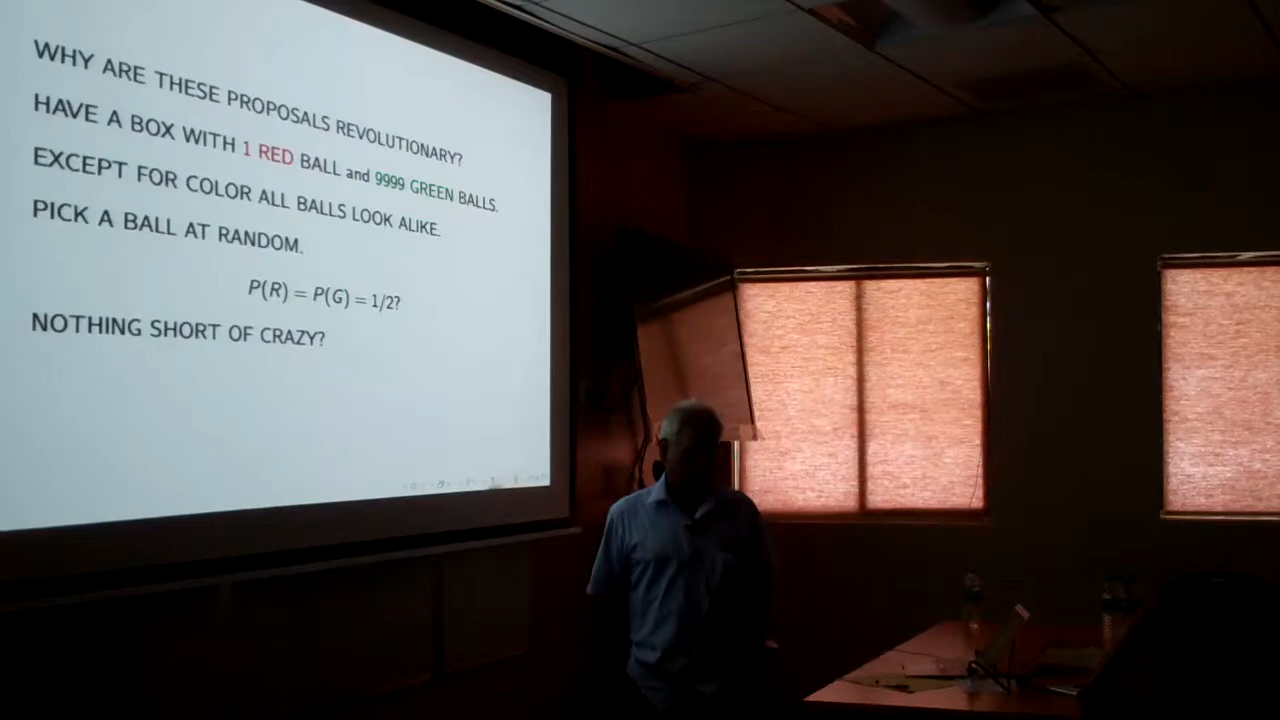 WHY ARE THESE PROPOSALS REVOLUTIONARY?
HAVE A BOX WITH 1 RED BALL and 9999 GREEN BALLS.
EXCEPT FOR COLOR ALL BALLS LOOK ALIKE.
PICK A BALL AT RANDOM.
P(R) = P(G) = 1/2?
NOTHING SHORT OF CRAZY?